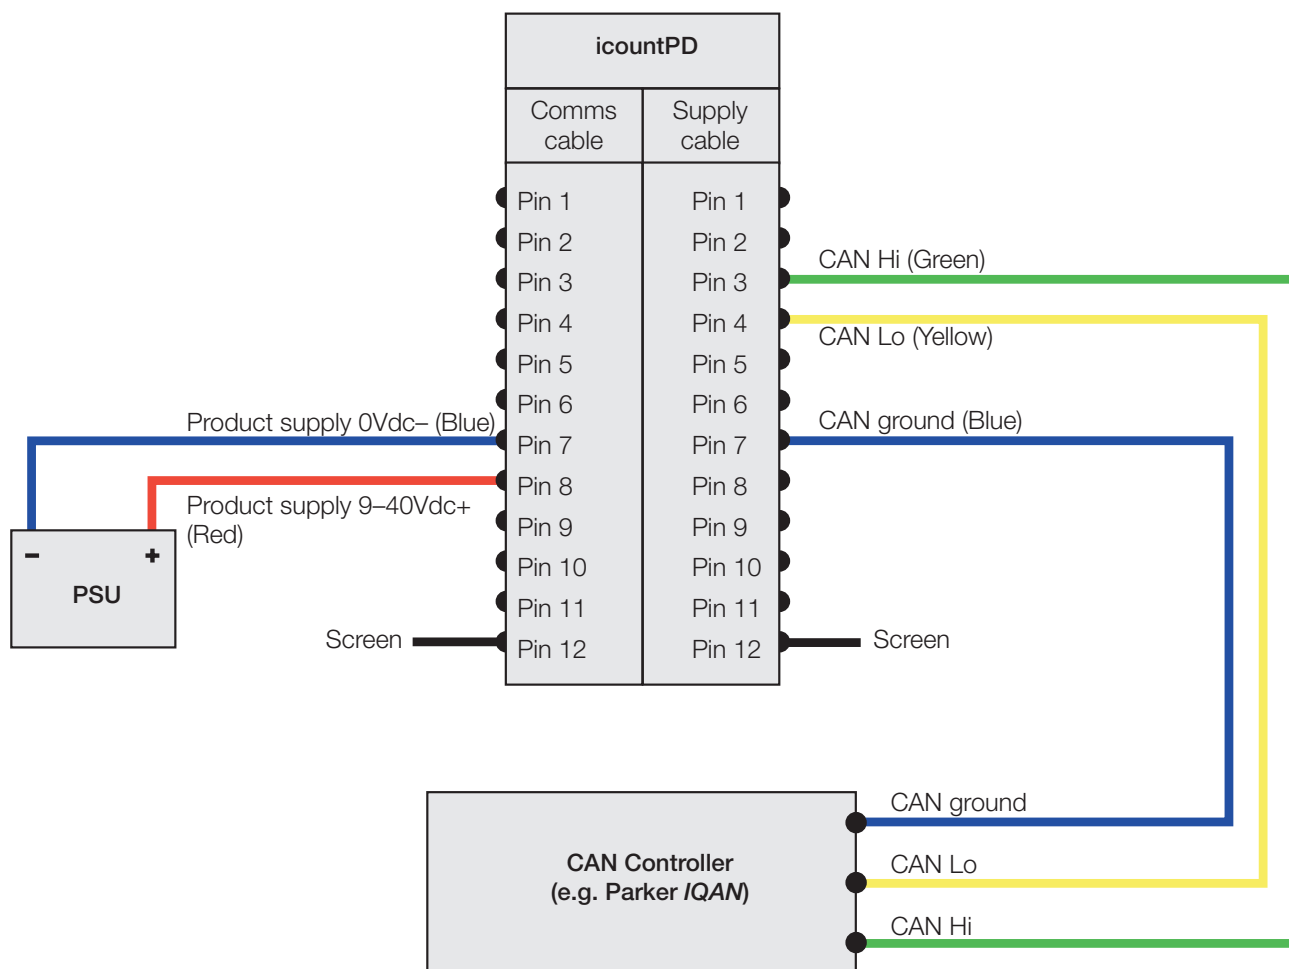 icountPD
Comms
cable
Supply
cable
Pin 1
Pin 2
Pin 3
Pin 4
Pin 5
Pin 6
Pin 7
Pin 8
Pin 9
Pin 10
Pin 11
Pin 12
Pin 1
Pin 2
Pin 3
Pin 4
Pin 5
Pin 6
Pin 7
Pin 8
Pin 9
Pin 10
Pin 11
Pin 12
CAN Hi (Green)
CAN Lo (Yellow)
CAN ground (Blue)
Product supply 0Vdc– (Blue)
Product supply 9–40Vdc+
(Red)
– +
PSU
Screen
Screen
CAN Controller
(e.g. Parker IQAN)
CAN ground
CAN Lo
CAN Hi